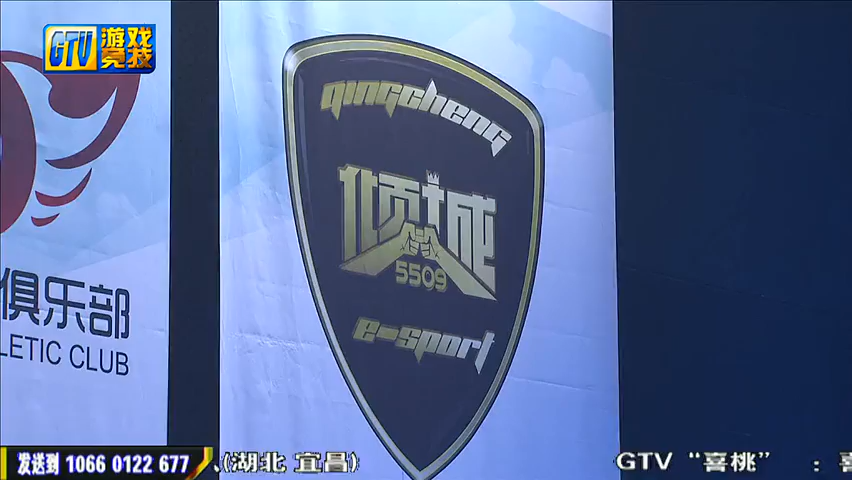 GTV 游戏竞技
qingcheng
倾城
5509
e-sport
俱乐部
LETIC CLUB
发送到 1066 0122 677
(湖北 宜昌)
GTV“喜桃” : 喜